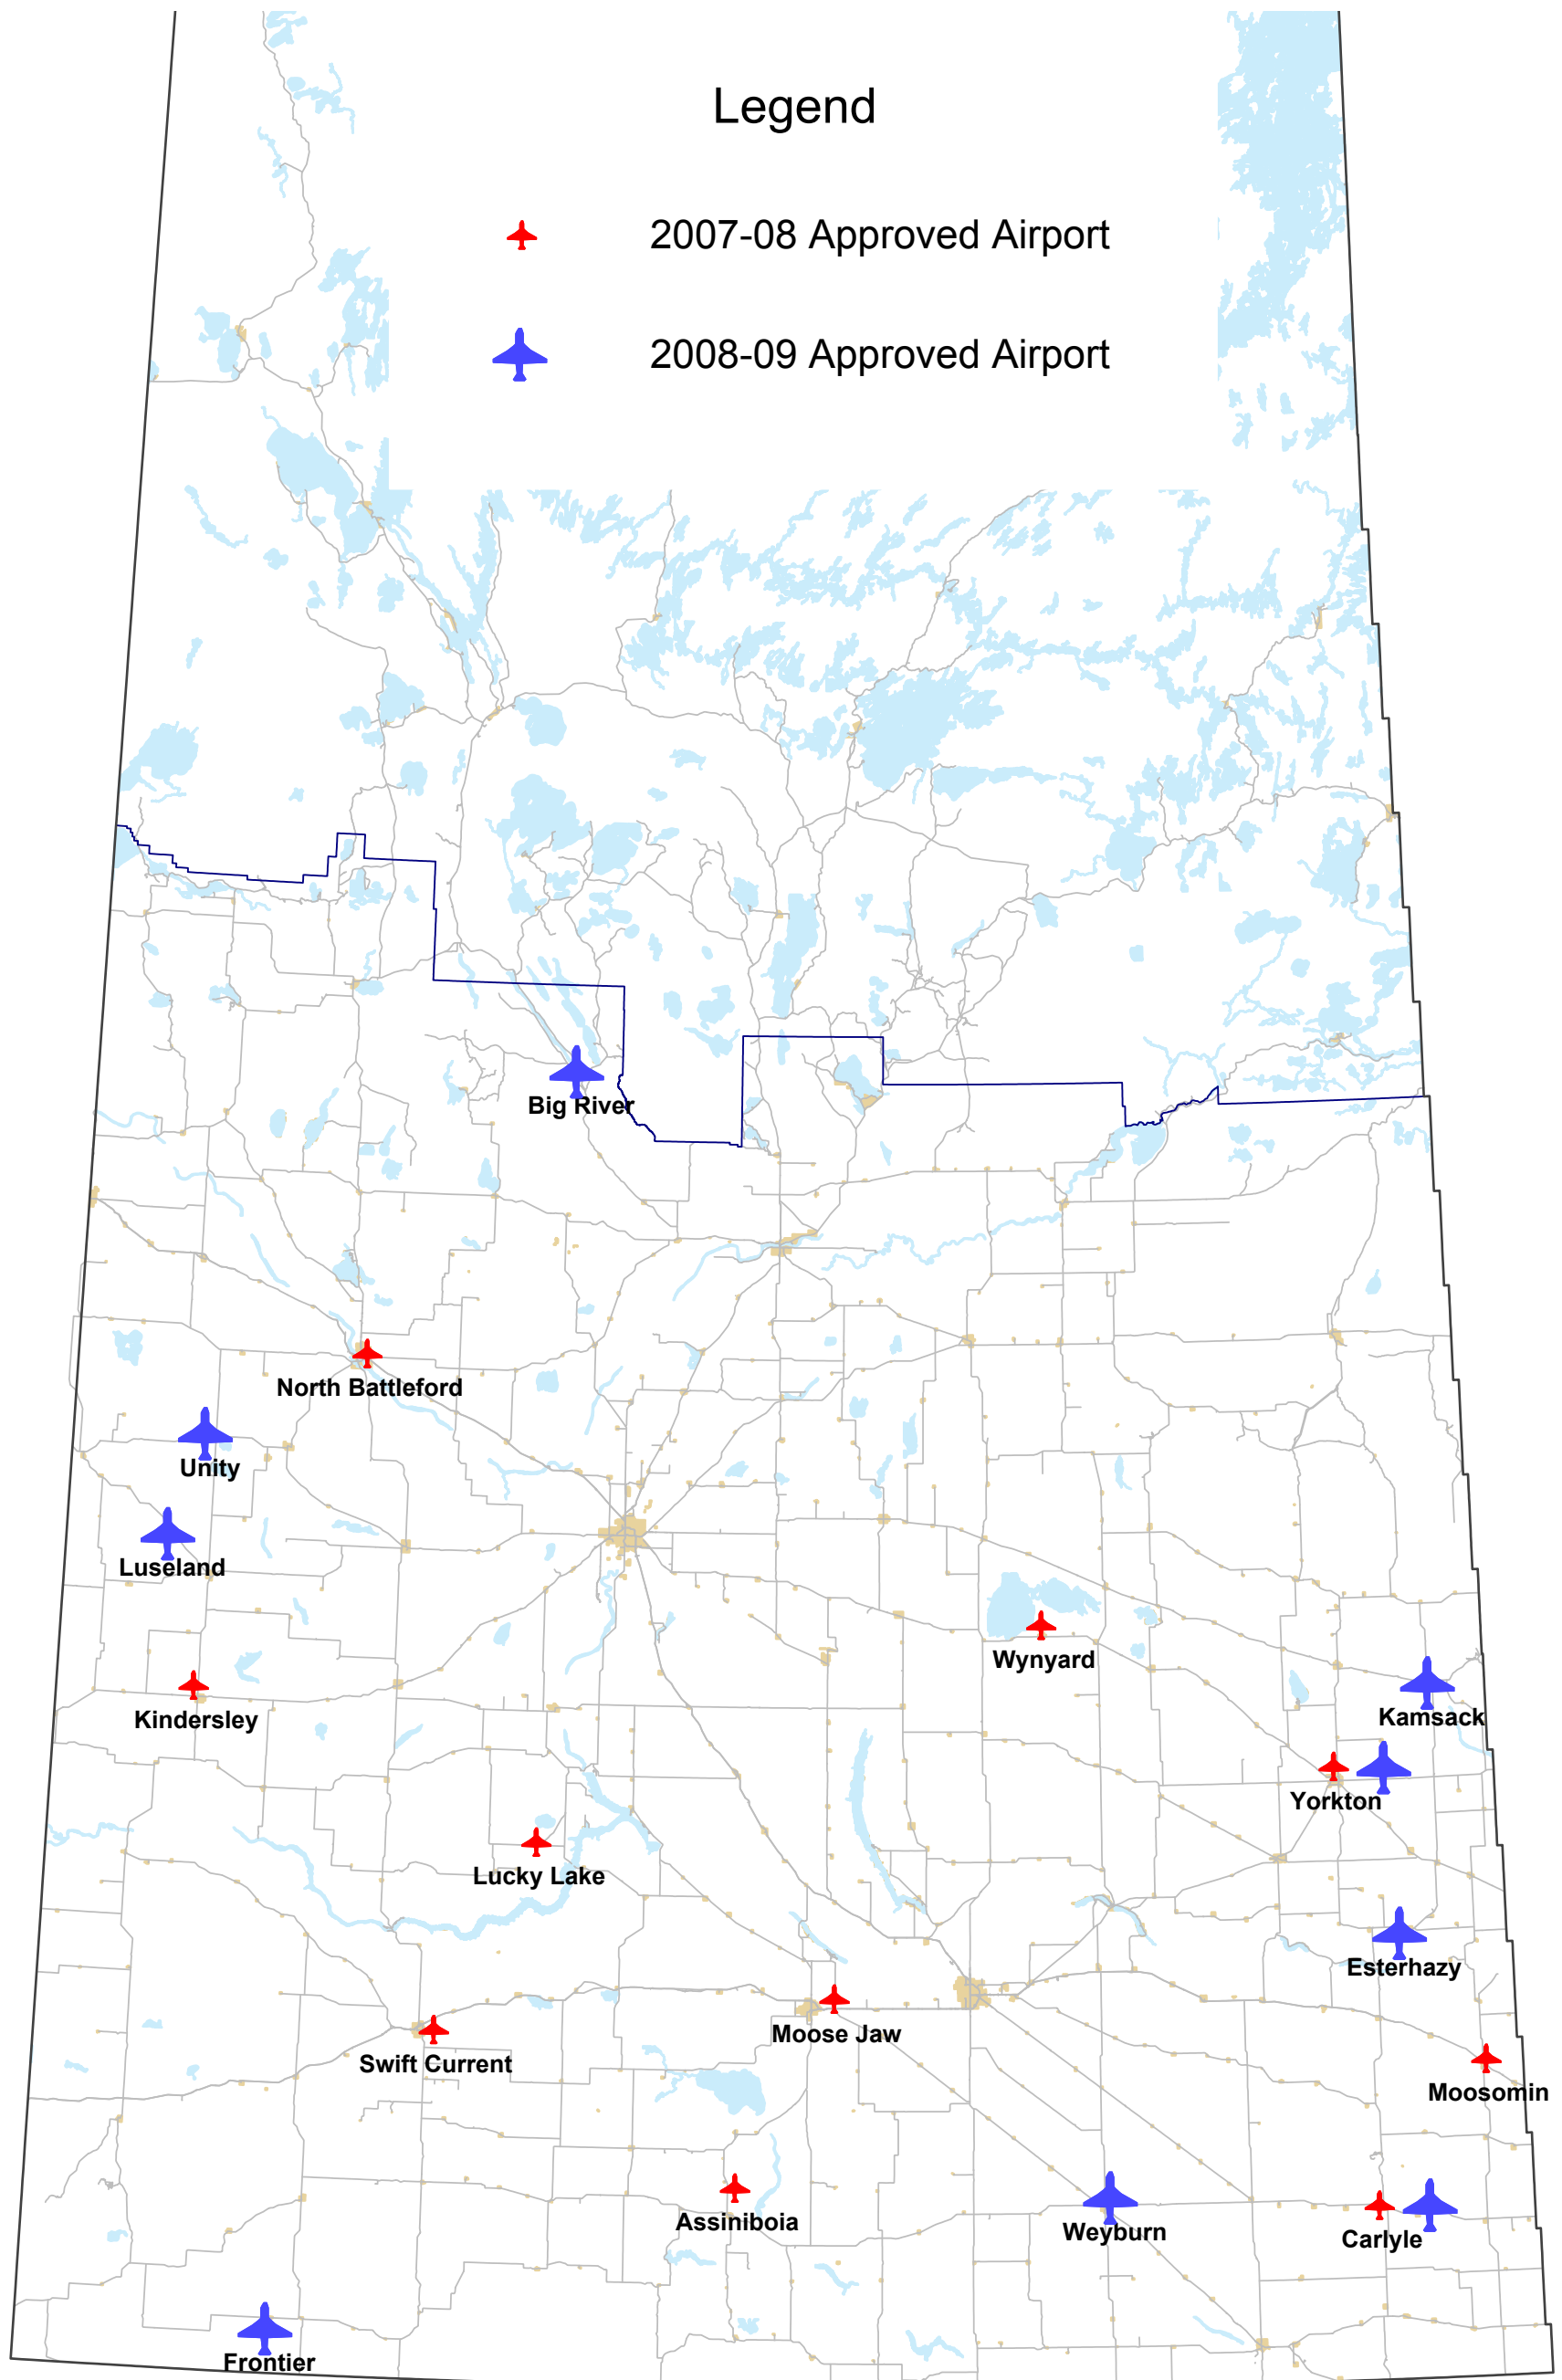 Legend
2007-08 Approved Airport
2008-09 Approved Airport
Big River
North Battleford
Unity
Luseland
Wynyard
Kindersley
Kamsack
Yorkton
Lucky Lake
Esterhazy
Moose Jaw
Swift Current
Moosomin
Assiniboia
Weyburn
Carlyle
Frontier